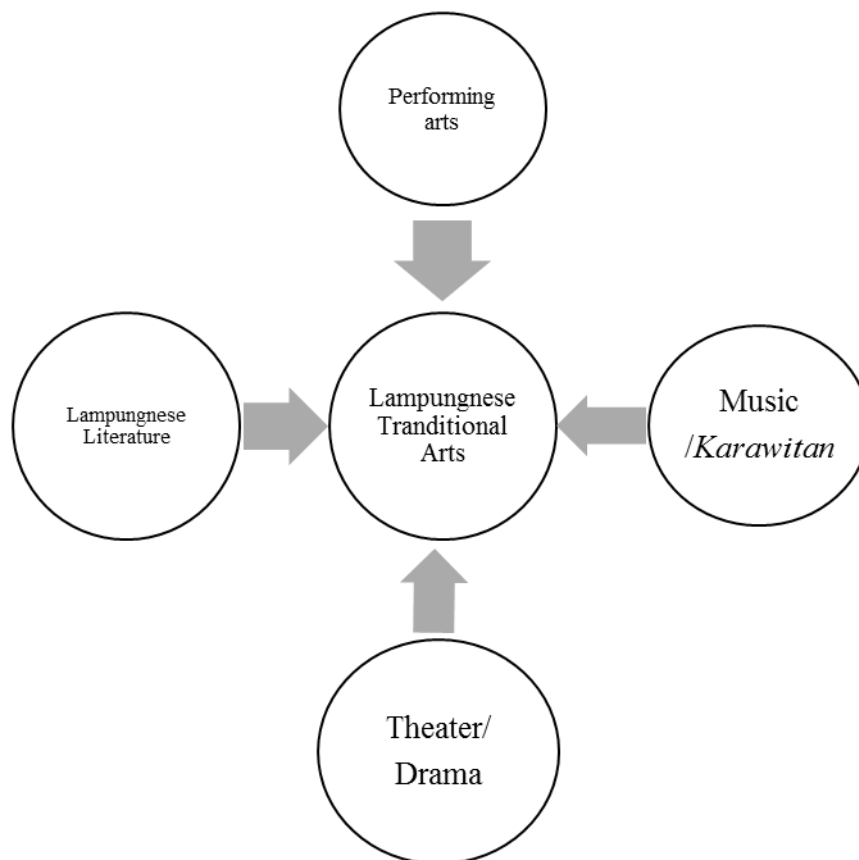 Performing
arts
Lampungnese
Literature
Lampungnese
Tranditional
Arts
Music
/Karawitan
Theater/
Drama